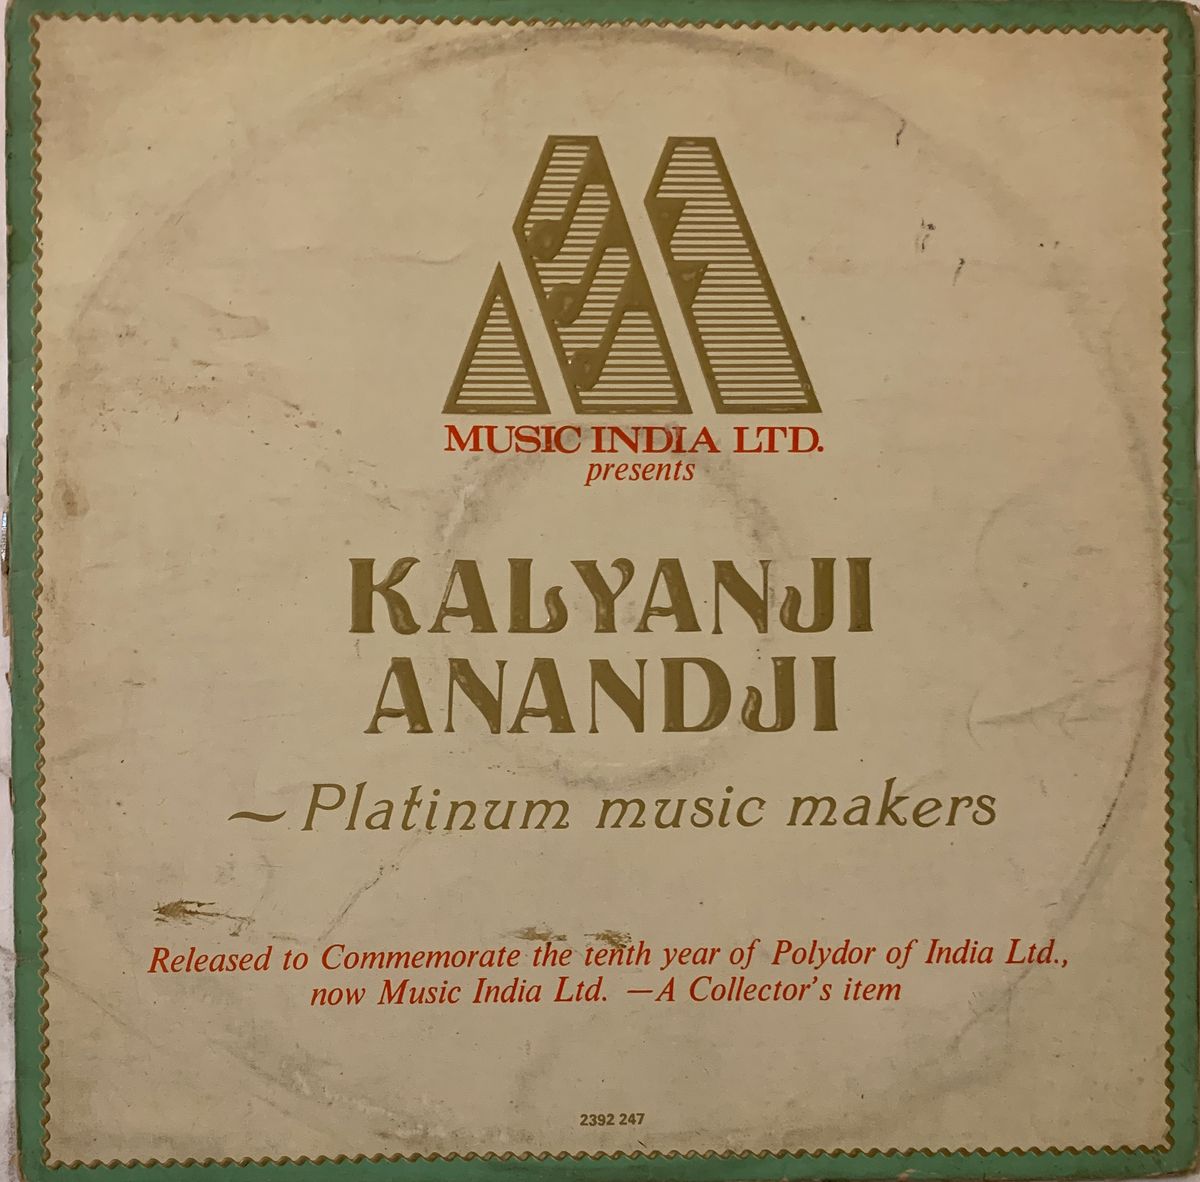 MUSIC INDIA LTD.
presents
KALYANJI
ANANDJI
~Platinum music makers
Released to Commemorate the tenth year of Polydor of India Ltd.,
now Music India Ltd. —A Collector's item
2392 247